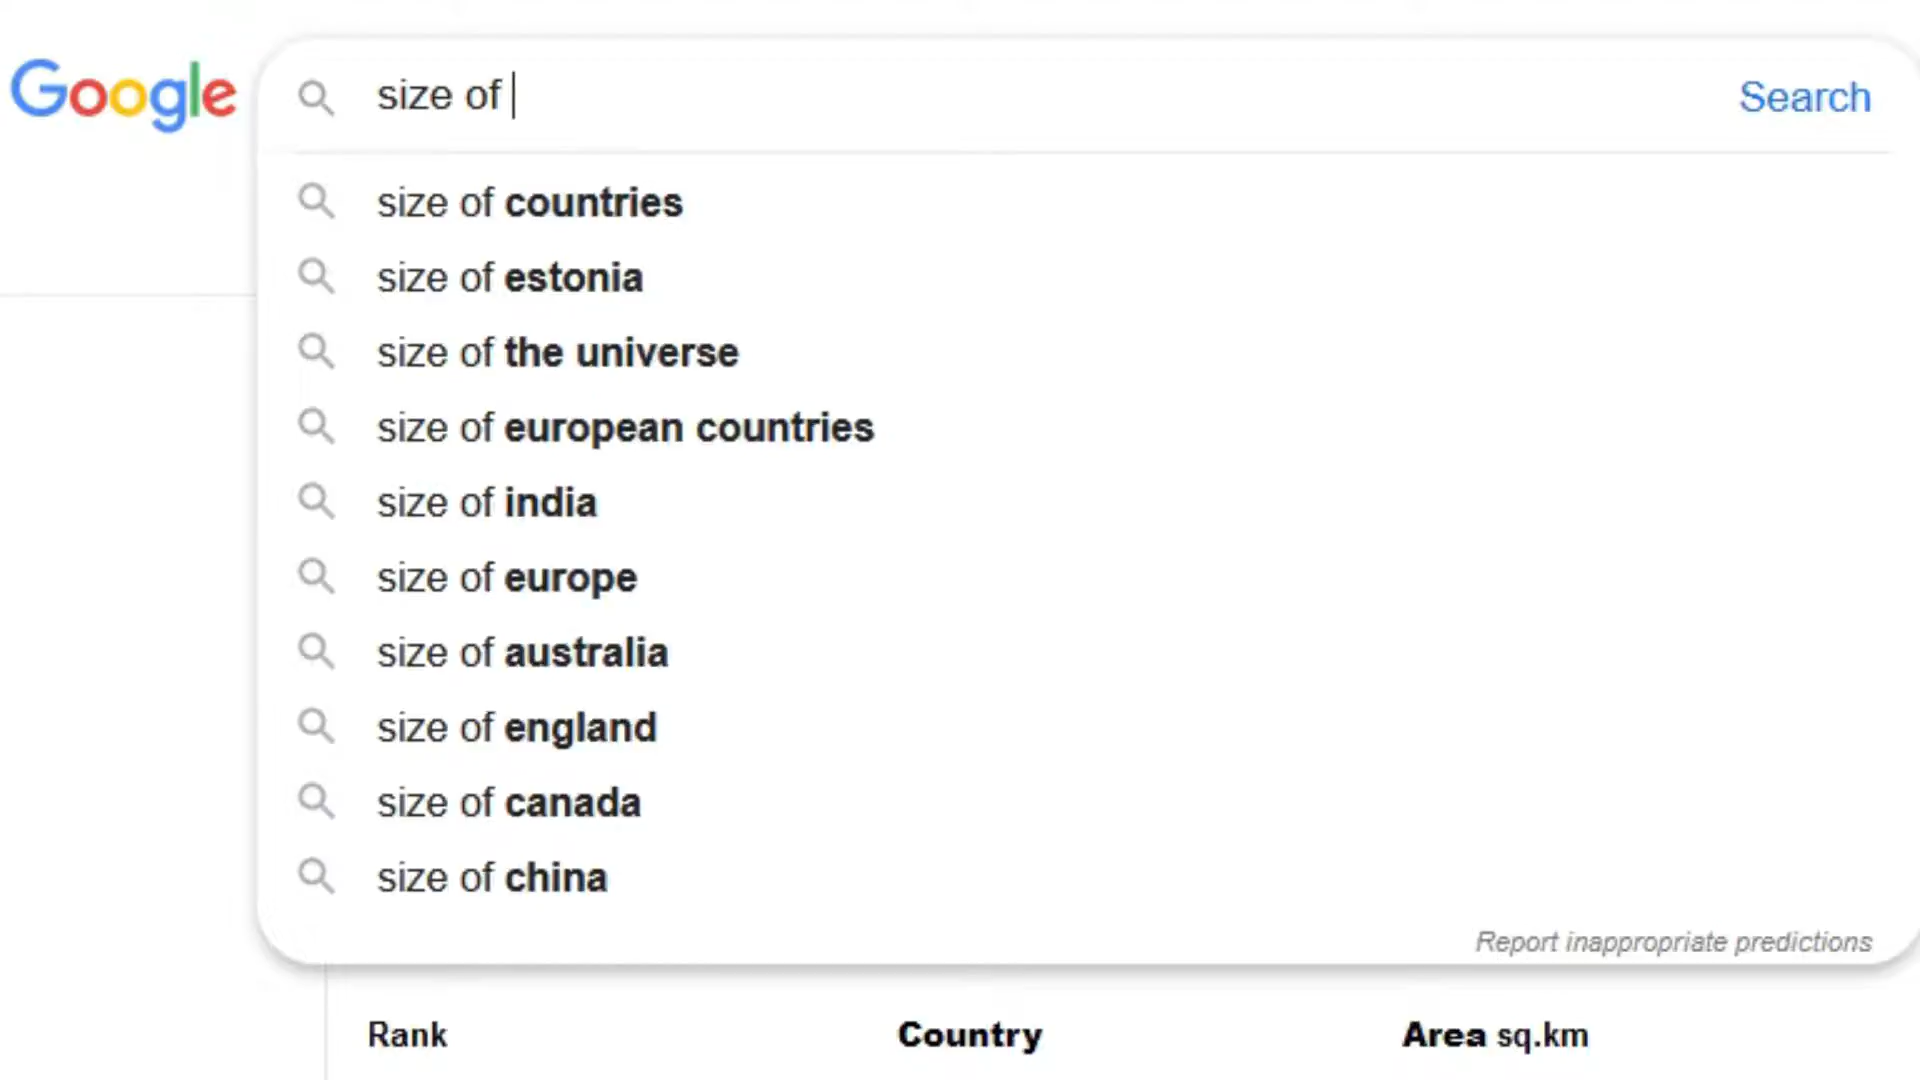 Google
size of
Search
size of countries
size of estonia
size of the universe
size of european countries
size of india
size of europe
size of australia
size of england
size of canada
size of china
Report inappropriate predictions
Rank Country Area sq.km